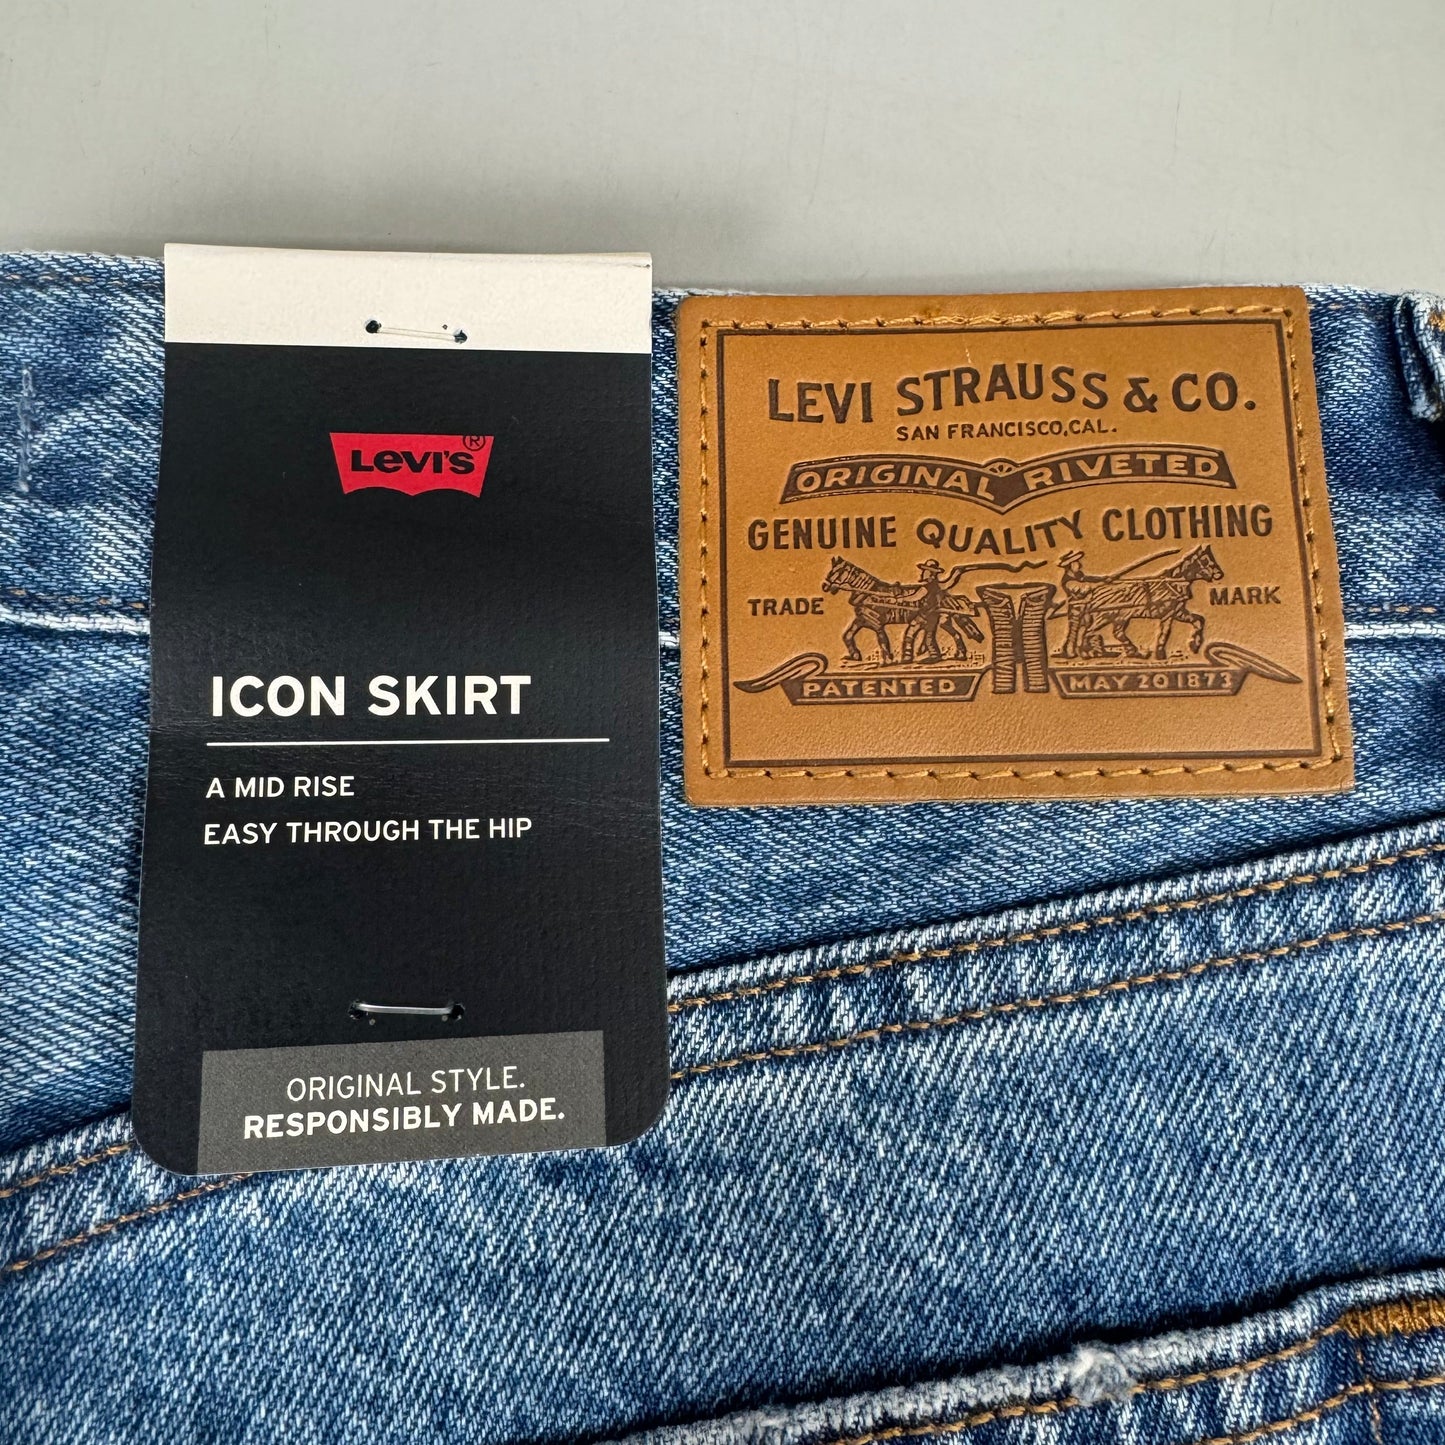 LEVI'S®
ICON SKIRT
A MID RISE
EASY THROUGH THE HIP
ORIGINAL STYLE.
RESPONSIBLY MADE.
LEVI STRAUSS & CO.
SAN FRANCISCO, CAL.
ORIGINAL RIVETED
GENUINE QUALITY CLOTHING
TRADE MARK
PATENTED MAY 20 1873